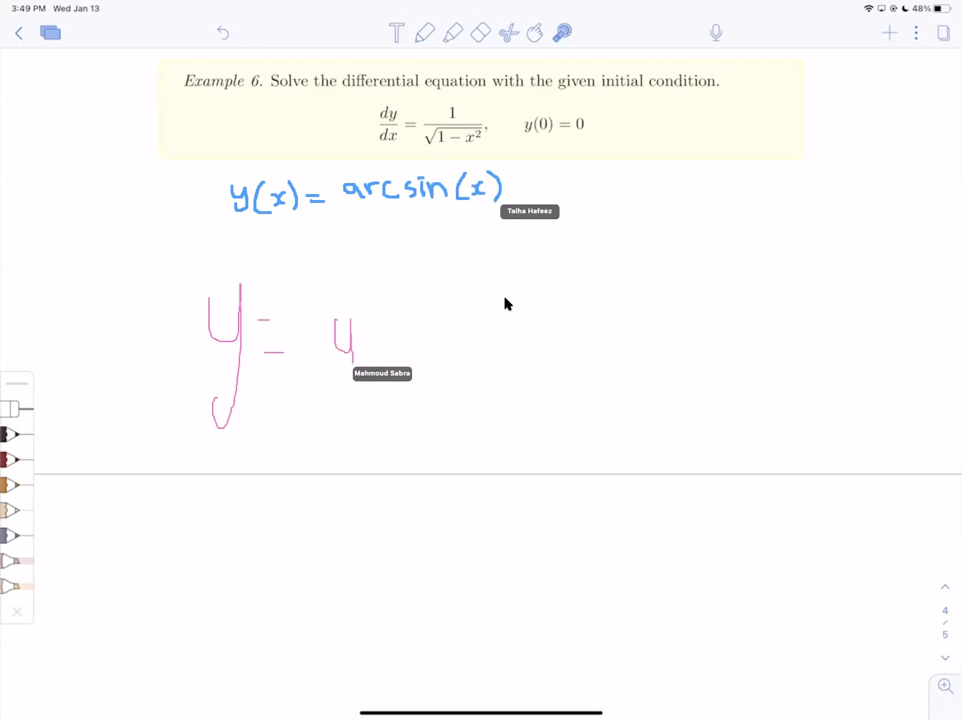 3:49 PM Wed Jan 13
48%
T
Example 6. Solve the differential equation with the given initial condition.
dy/dx = 1/√(1 − x²), y(0) = 0
y(x) = arcsin(x)
Talha Hafeez
y =
Mahmoud Sabra
4
/
5